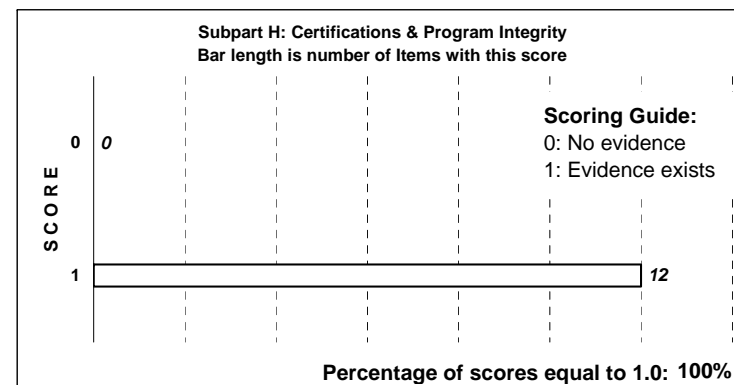 Subpart H: Certifications & Program Integrity
Bar length is number of Items with this score
Scoring Guide:
0: No evidence
1: Evidence exists
SCORE
0 0
1 12
Percentage of scores equal to 1.0: 100%